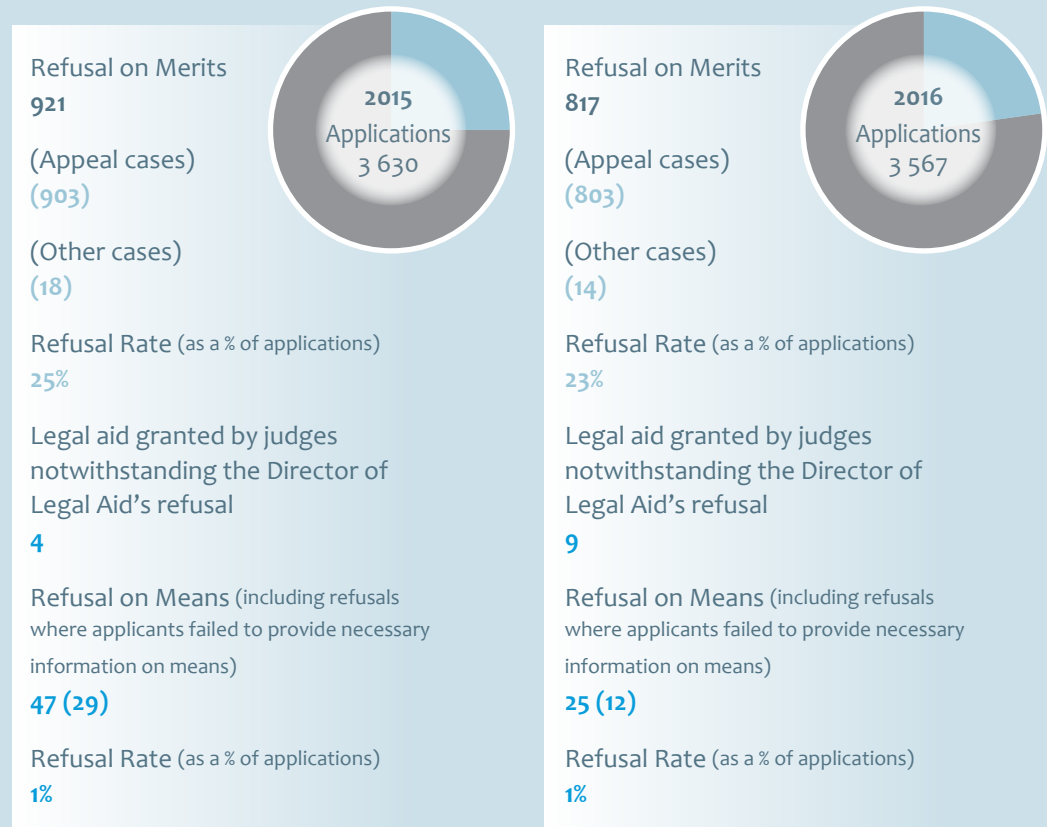 Refusal on Merits
921
(Appeal cases)
(903)
(Other cases)
(18)
Refusal Rate (as a % of applications)
25%
Legal aid granted by judges
notwithstanding the Director of
Legal Aid’s refusal
4
Refusal on Means (including refusals
where applicants failed to provide necessary
information on means)
47 (29)
Refusal Rate (as a % of applications)
1%
2015
Applications
3 630
Refusal on Merits
817
(Appeal cases)
(803)
(Other cases)
(14)
Refusal Rate (as a % of applications)
23%
Legal aid granted by judges
notwithstanding the Director of
Legal Aid’s refusal
9
Refusal on Means (including refusals
where applicants failed to provide necessary
information on means)
25 (12)
Refusal Rate (as a % of applications)
1%
2016
Applications
3 567